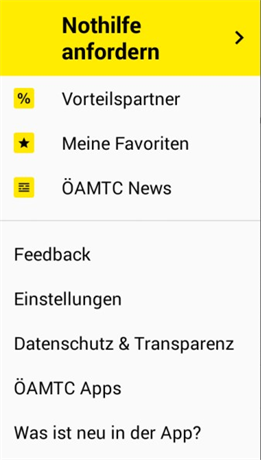 Nothilfe
anfordern
% Vorteilspartner
Meine Favoriten
ÖAMTC News
Feedback
Einstellungen
Datenschutz & Transparenz
ÖAMTC Apps
Was ist neu in der App?